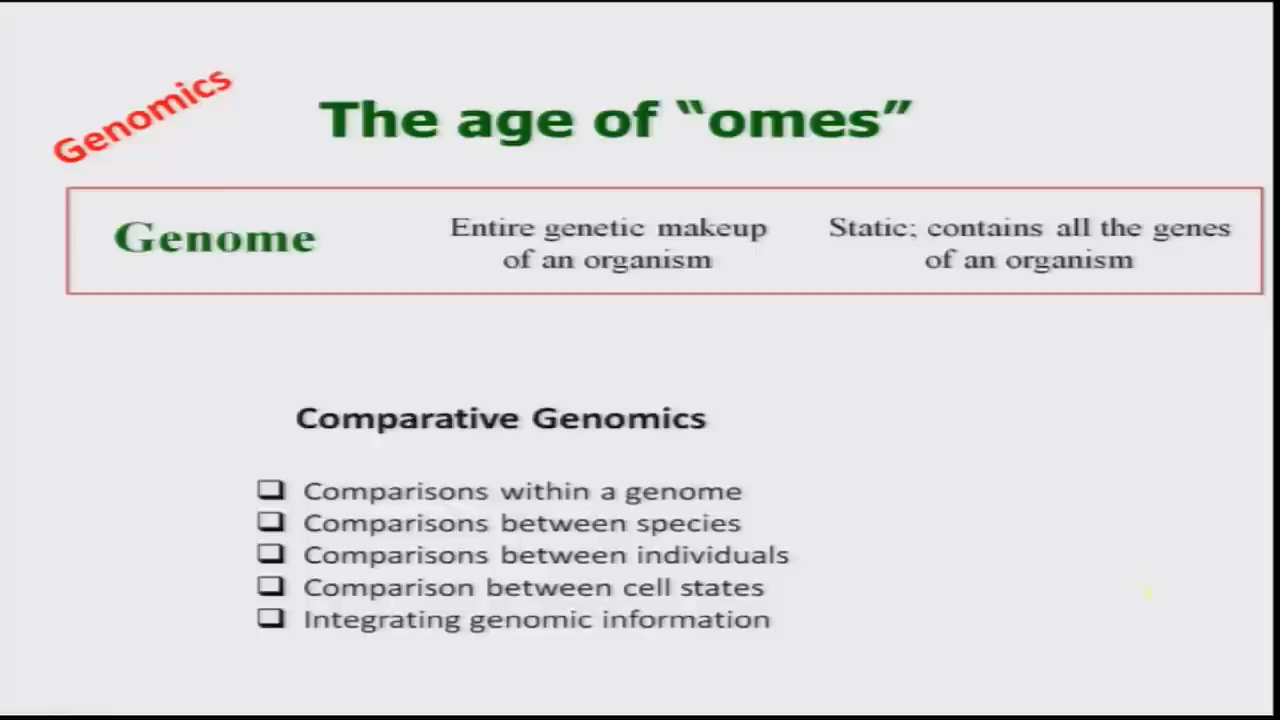 Genomics
The age of “omes”
Genome
Entire genetic makeup
of an organism
Static; contains all the genes
of an organism
Comparative Genomics
❑ Comparisons within a genome
❑ Comparisons between species
❑ Comparisons between individuals
❑ Comparison between cell states
❑ Integrating genomic information